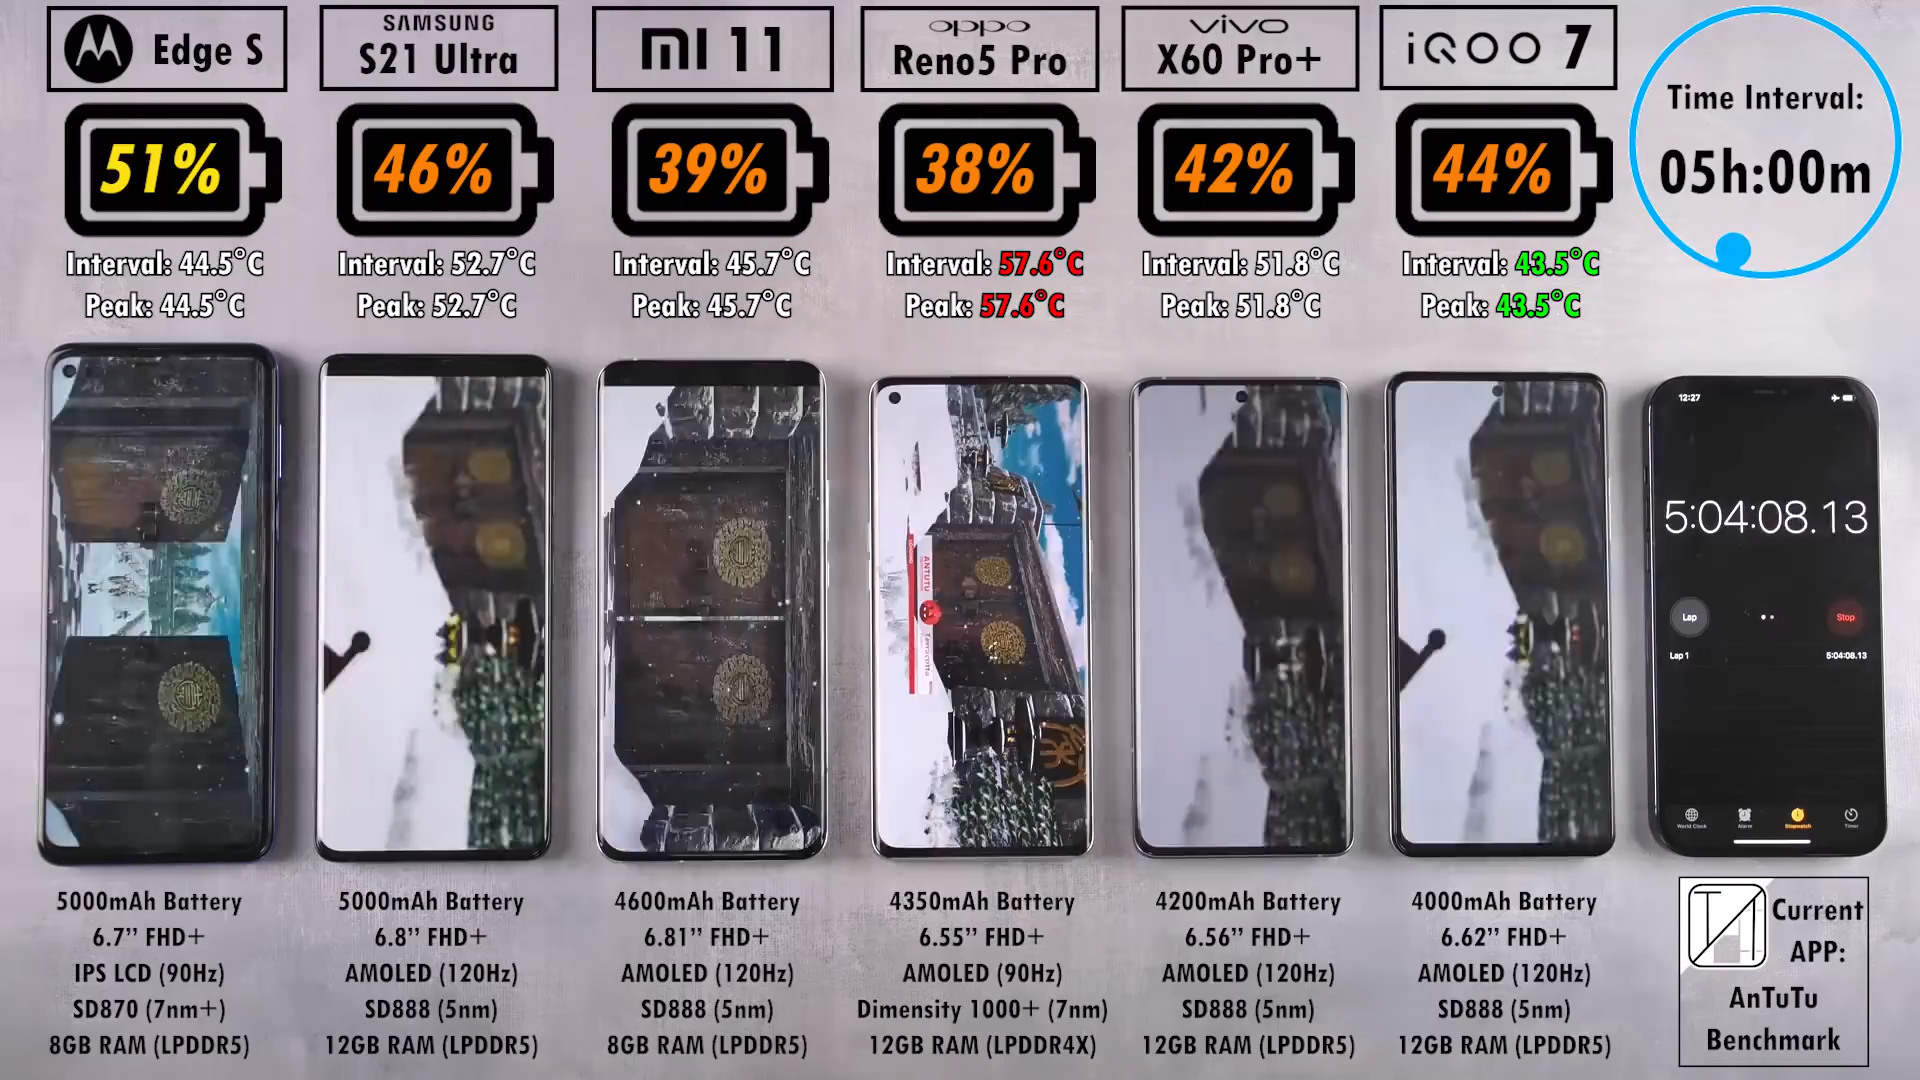 Edge S
SAMSUNG
S21 Ultra
MI 11
oppo
Reno5 Pro
vivo
X60 Pro+
iQOO 7
Time Interval:
05h:00m
51%
46%
39%
38%
42%
44%
Interval: 44.5°C
Peak: 44.5°C
Interval: 52.7°C
Peak: 52.7°C
Interval: 45.7°C
Peak: 45.7°C
Interval: 57.6°C
Peak: 57.6°C
Interval: 51.8°C
Peak: 51.8°C
Interval: 43.5°C
Peak: 43.5°C
ANTUTU
Terracotta
12:27
5:04:08.13
Lap
Stop
Lap 1
5:04:08.13
World Clock
Alarm
Stopwatch
Timer
5000mAh Battery
6.7” FHD+
IPS LCD (90Hz)
SD870 (7nm+)
8GB RAM (LPDDR5)
5000mAh Battery
6.8” FHD+
AMOLED (120Hz)
SD888 (5nm)
12GB RAM (LPDDR5)
4600mAh Battery
6.81” FHD+
AMOLED (120Hz)
SD888 (5nm)
8GB RAM (LPDDR5)
4350mAh Battery
6.55” FHD+
AMOLED (90Hz)
Dimensity 1000+ (7nm)
12GB RAM (LPDDR4X)
4200mAh Battery
6.56” FHD+
AMOLED (120Hz)
SD888 (5nm)
12GB RAM (LPDDR5)
4000mAh Battery
6.62” FHD+
AMOLED (120Hz)
SD888 (5nm)
12GB RAM (LPDDR5)
Current
APP:
AnTuTu
Benchmark